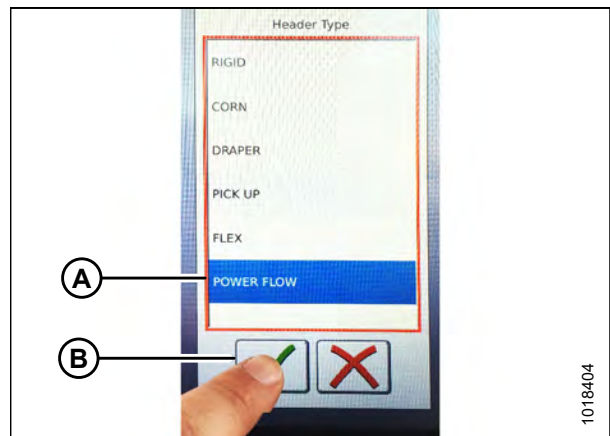 Header Type
RIGID
CORN
DRAPER
PICK UP
FLEX
A
POWER FLOW
B
1018404